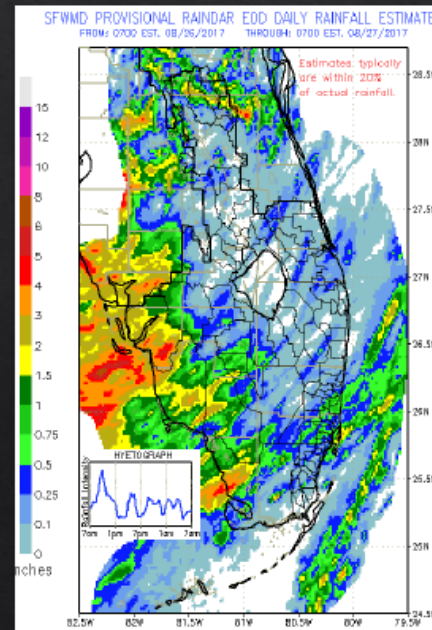 SFWMD PROVISIONAL RAINDAR EOD DAILY RAINFALL ESTIMATE
FROM: 0700 EST, 08/26/2017 THROUGH: 0700 EST, 08/27/2017
Estimates typically
are within 20%
of actual rainfall.
28.5N
28N
27.5N
27N
26.5N
26N
25.5N
25N
24.5N
15
12
10
8
6
5
4
3
2
1.5
1
0.75
0.5
0.25
0.1
0
nches
HYETOGRAPH
Rainfall Intensity
7am 1pm 7pm 1am 7am
82.5W 82W 81.5W 81W 80.5W 80W 79.5W